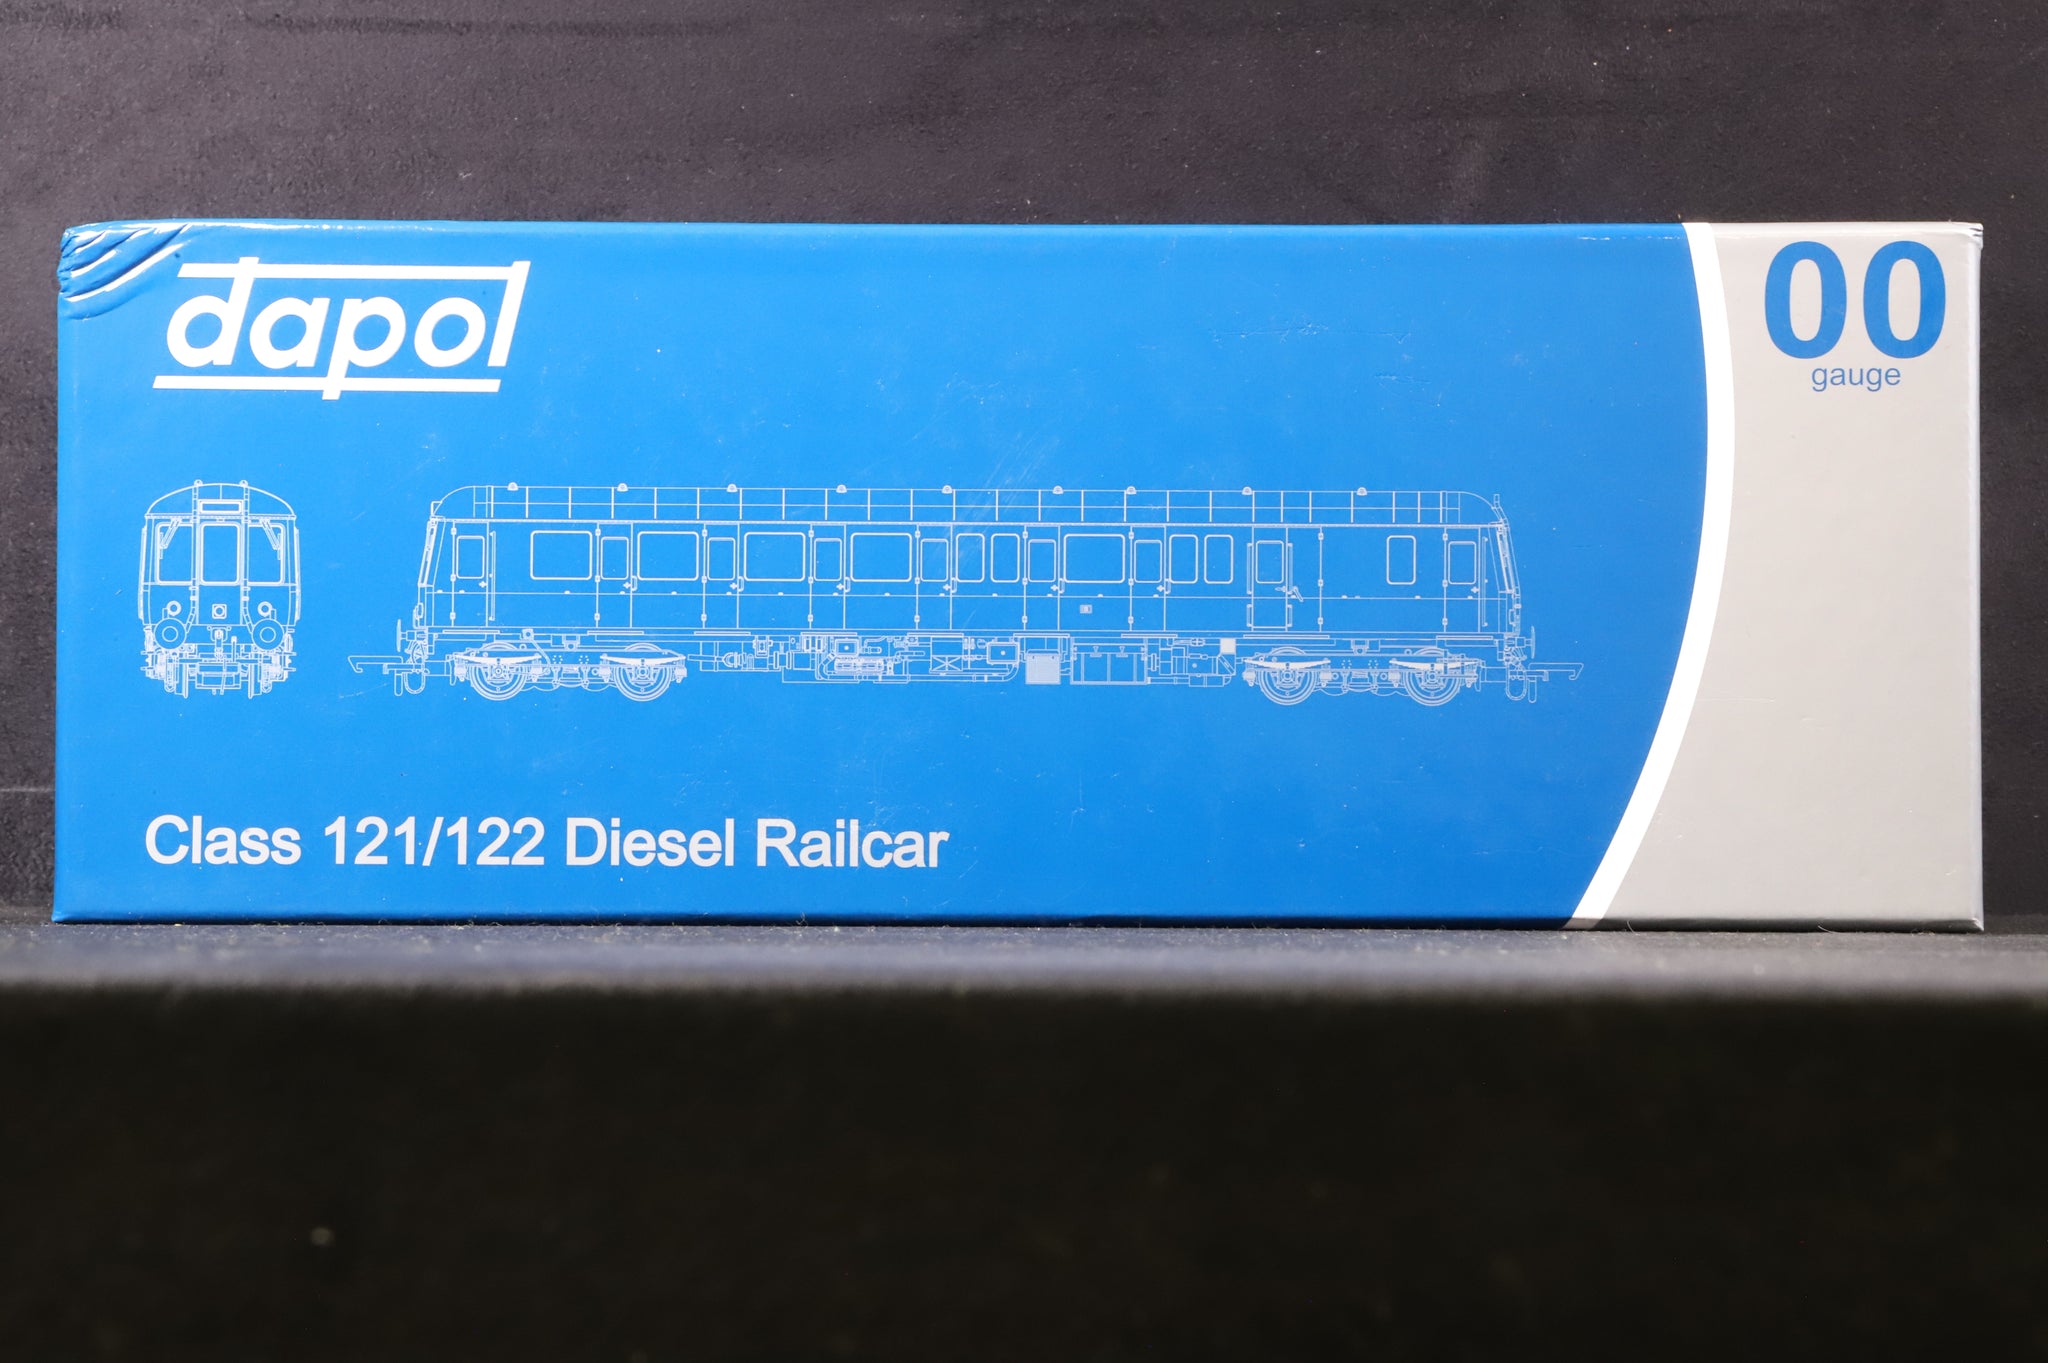 dapol
00
gauge
Class 121/122 Diesel Railcar